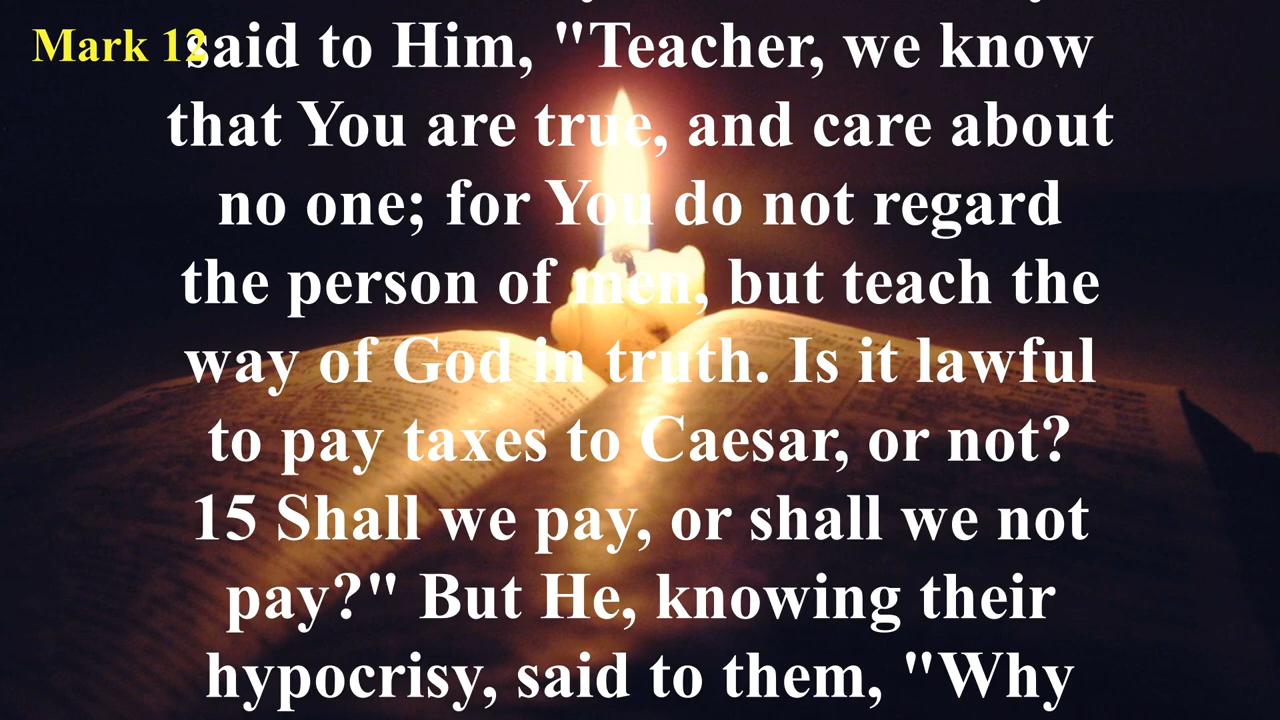 Mark 12
said to Him, "Teacher, we know
that You are true, and care about
no one; for You do not regard
the person of men, but teach the
way of God in truth. Is it lawful
to pay taxes to Caesar, or not?
15 Shall we pay, or shall we not
pay?" But He, knowing their
hypocrisy, said to them, "Why